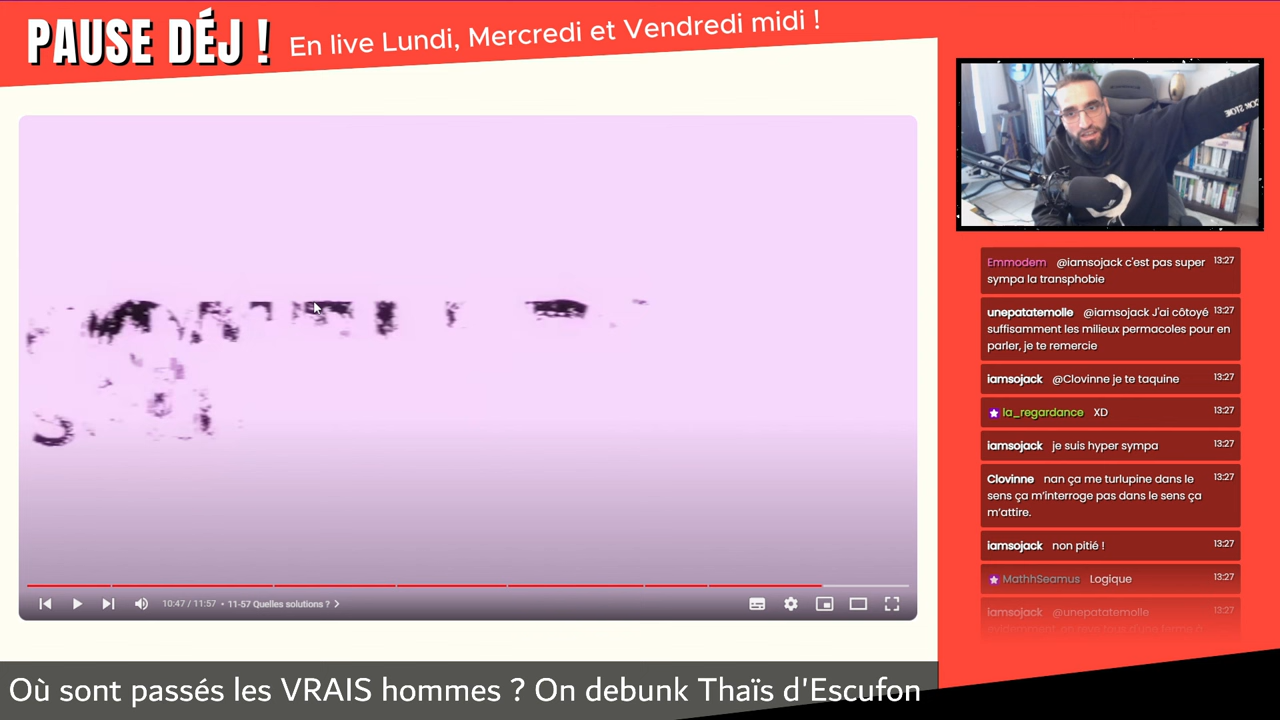 PAUSE DÉJ !
En live Lundi, Mercredi et Vendredi midi !
Emmodem @iamsojack c'est pas super 13:27
sympa la transphobie
unepatatemolle @iamsojack J'ai côtoyé 13:27
suffisamment les milieux permacoles pour en
parler, je te remercie
iamsojack @Clovinne je te taquine 13:27
la_regardance XD 13:27
iamsojack je suis hyper sympa 13:27
Clovinne nan ça me turlupine dans le 13:27
sens ça m'interroge pas dans le sens ça
m'attire.
iamsojack non pitié ! 13:27
MathhSeamus Logique 13:27
iamsojack @unepatatemolle 13:27
10:47 / 11:57 • 11-57 Quelles solutions ? >
Où sont passés les VRAIS hommes ? On debunk Thaïs d'Escufon